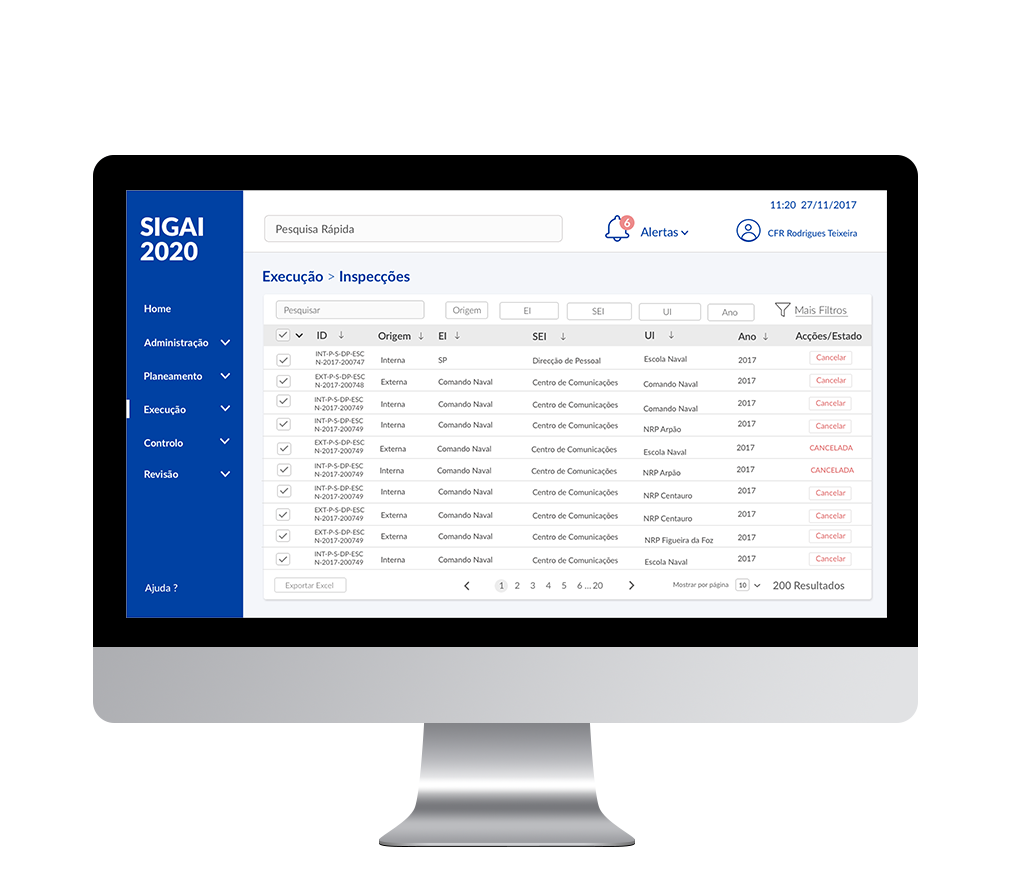 SIGAI
2020
Home
Administração
Planeamento
Execução
Controlo
Revisão
Ajuda ?
11:20 27/11/2017
Pesquisa Rápida
6
Alertas
CFR Rodrigues Teixeira
Execução > Inspecções
Pesquisar
Origem
EI
SEI
UI
Ano
Mais Filtros
ID ↓ Origem ↓ EI ↓ SEI ↓ UI ↓ Ano ↓ Acções/Estado
INT-P-S-DP-ESC
N-2017-200747 Interna SP Direcção de Pessoal Escola Naval 2017 Cancelar
EXT-P-S-DP-ESC
N-2017-200748 Externa Comando Naval Centro de Comunicações Comando Naval 2017 Cancelar
INT-P-S-DP-ESC
N-2017-200749 Interna Comando Naval Centro de Comunicações Comando Naval 2017 Cancelar
INT-P-S-DP-ESC
N-2017-200749 Interna Comando Naval Centro de Comunicações NRP Arpão 2017 Cancelar
EXT-P-S-DP-ESC
N-2017-200749 Externa Comando Naval Centro de Comunicações Escola Naval 2017 CANCELADA
INT-P-S-DP-ESC
N-2017-200749 Interna Comando Naval Centro de Comunicações NRP Arpão 2017 CANCELADA
INT-P-S-DP-ESC
N-2017-200749 Interna Comando Naval Centro de Comunicações NRP Centauro 2017 Cancelar
EXT-P-S-DP-ESC
N-2017-200749 Externa Comando Naval Centro de Comunicações NRP Centauro 2017 Cancelar
EXT-P-S-DP-ESC
N-2017-200749 Externa Comando Naval Centro de Comunicações NRP Figueira da Foz 2017 Cancelar
INT-P-S-DP-ESC
N-2017-200749 Interna Comando Naval Centro de Comunicações Escola Naval 2017 Cancelar
Exportar Excel
1 2 3 4 5 6 ... 20
Mostrar por página 10
200 Resultados